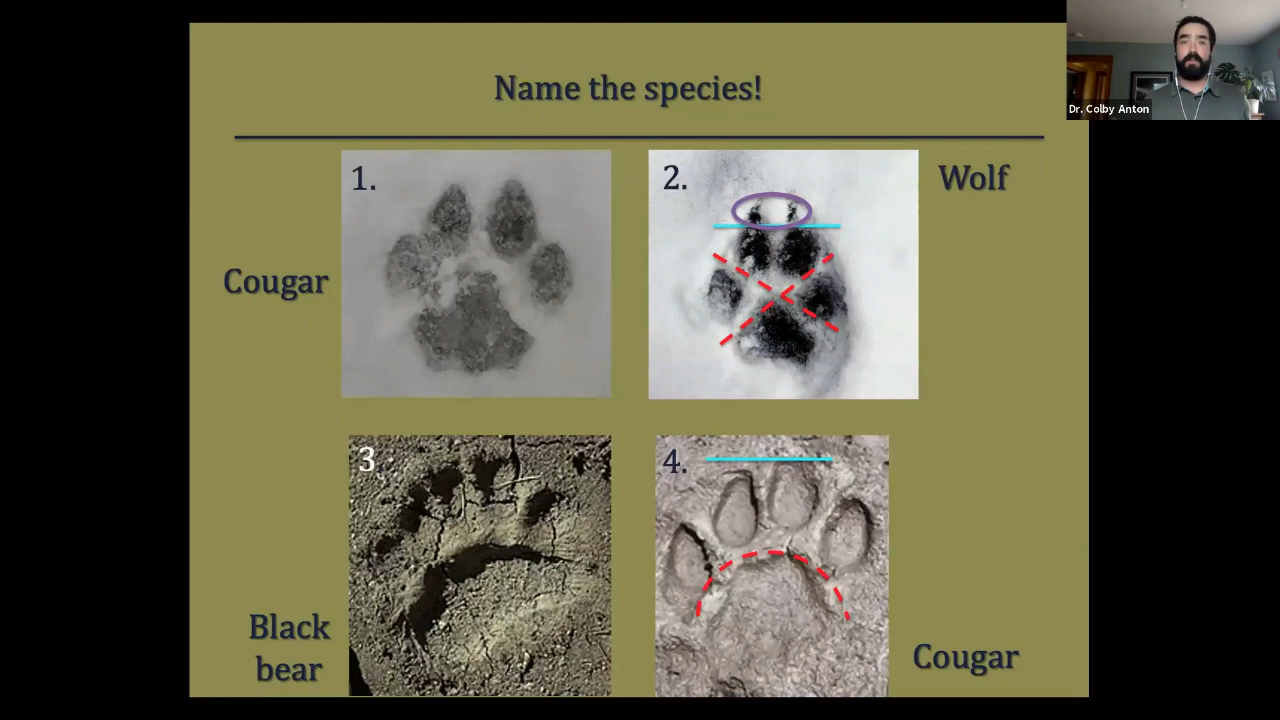 Name the species!
Dr. Colby Anton
1.
2.
Wolf
Cougar
3
4.
Black
bear
Cougar